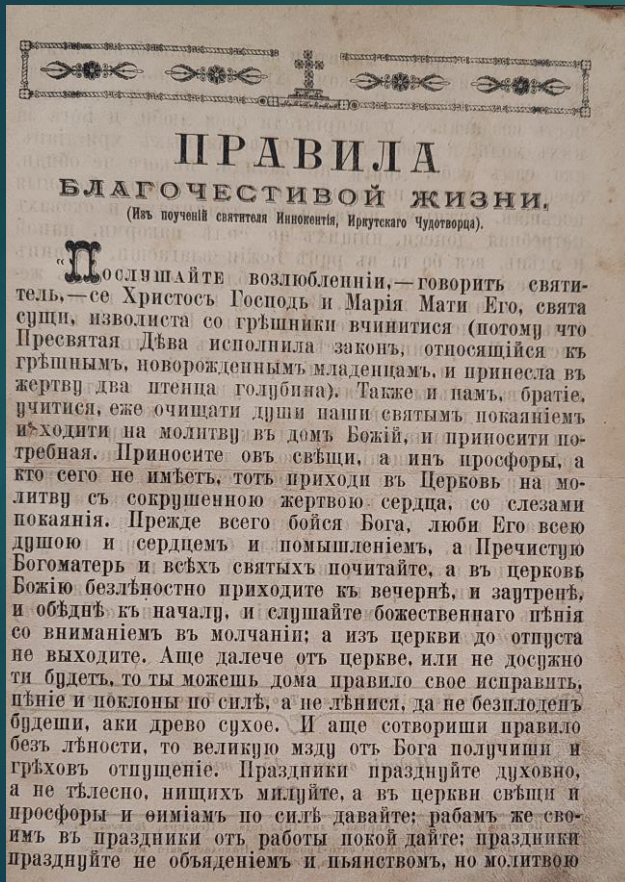 ПРАВИЛА
БЛАГОЧЕСТИВОЙ ЖИЗНИ.
(Изъ поученій святителя Иннокентія, Иркутскаго Чудотворца).
“Послушайте возлюбленніи,—говорит святи-
тель,—се Христосъ Господь и Марія Мати Его, свята
сущи, изволиста со грѣшники вчинитися (потому что
Пресвятая Дѣва исполнила законъ, относящійся къ
грѣшнымъ, новорожденнымъ младенцамъ, и принесла въ
жертву два птенца голубина). Также и намъ, братіе,
учитися, еже очищати души наши святымъ покаяніемъ
и ходити на молитву въ домъ Божій, и приносити по-
требная. Приносите овъ свѣщи, а инъ просфоры, а
кто сего не имѣетъ, тотъ приходи въ Церковь на мо-
литву съ сокрушенною жертвою сердца, со слезами
покаянія. Прежде всего бойся Бога, люби Его всею
душою и сердцемъ и помышленіемъ, а Пречистую
Богоматерь и всѣхъ святыхъ почитайте, а въ церковь
Божію безлѣностно приходите къ вечернѣ, и заутренѣ,
и обѣднѣ къ началу, и слушайте божественнаго пѣнія
со вниманіемъ въ молчаніи; а изъ церкви до отпуста
не выходите. Аще далече отъ церкве, или не досужно
ти будетъ, то ты можешь дома правило свое исправить,
пѣніе и поклоны по силѣ, а не лѣнися, да не безплоденъ
будеши, аки древо сухое. И аще сотвориши правило
безъ лѣности, то великую мзду отъ Бога получиши и
грѣховъ отпущеніе. Праздники празднуйте духовно,
а не тѣлесно, нищихъ милуйте, а въ церкви свѣщи и
просфоры и ѳиміамъ по силѣ давайте; рабамъ же сво-
имъ въ праздники отъ работы покой дайте; праздники
празднуйте не объяденіемъ и пьянствомъ, но молитвою